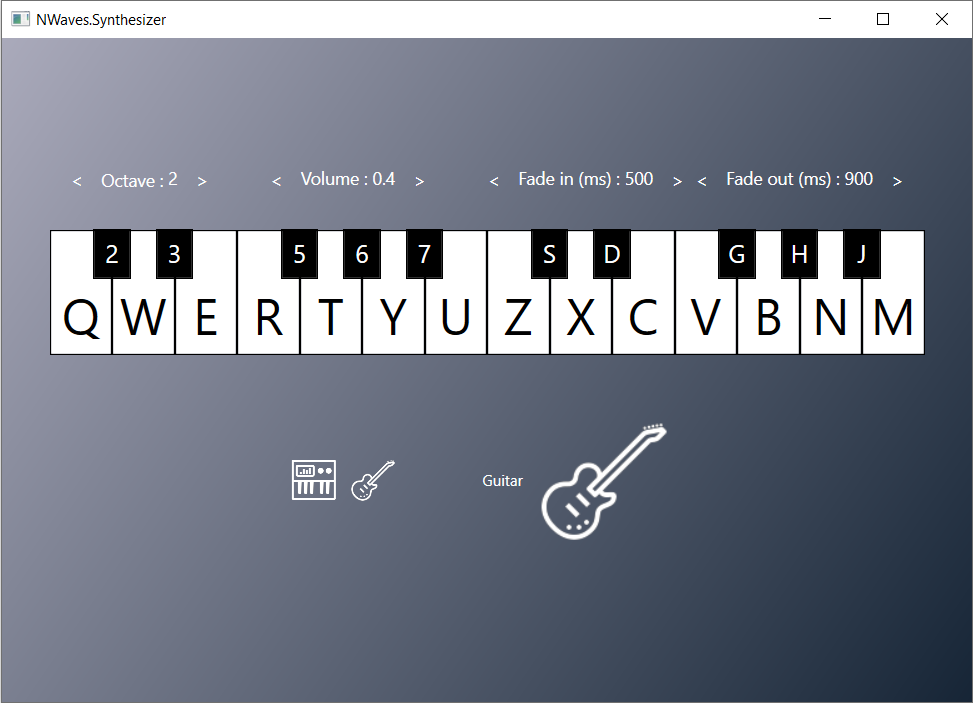 NWaves.Synthesizer
< Octave : 2 > < Volume : 0.4 > < Fade in (ms) : 500 > < Fade out (ms) : 900 >
2 3 5 6 7 S D G H J
Q W E R T Y U Z X C V B N M
Guitar